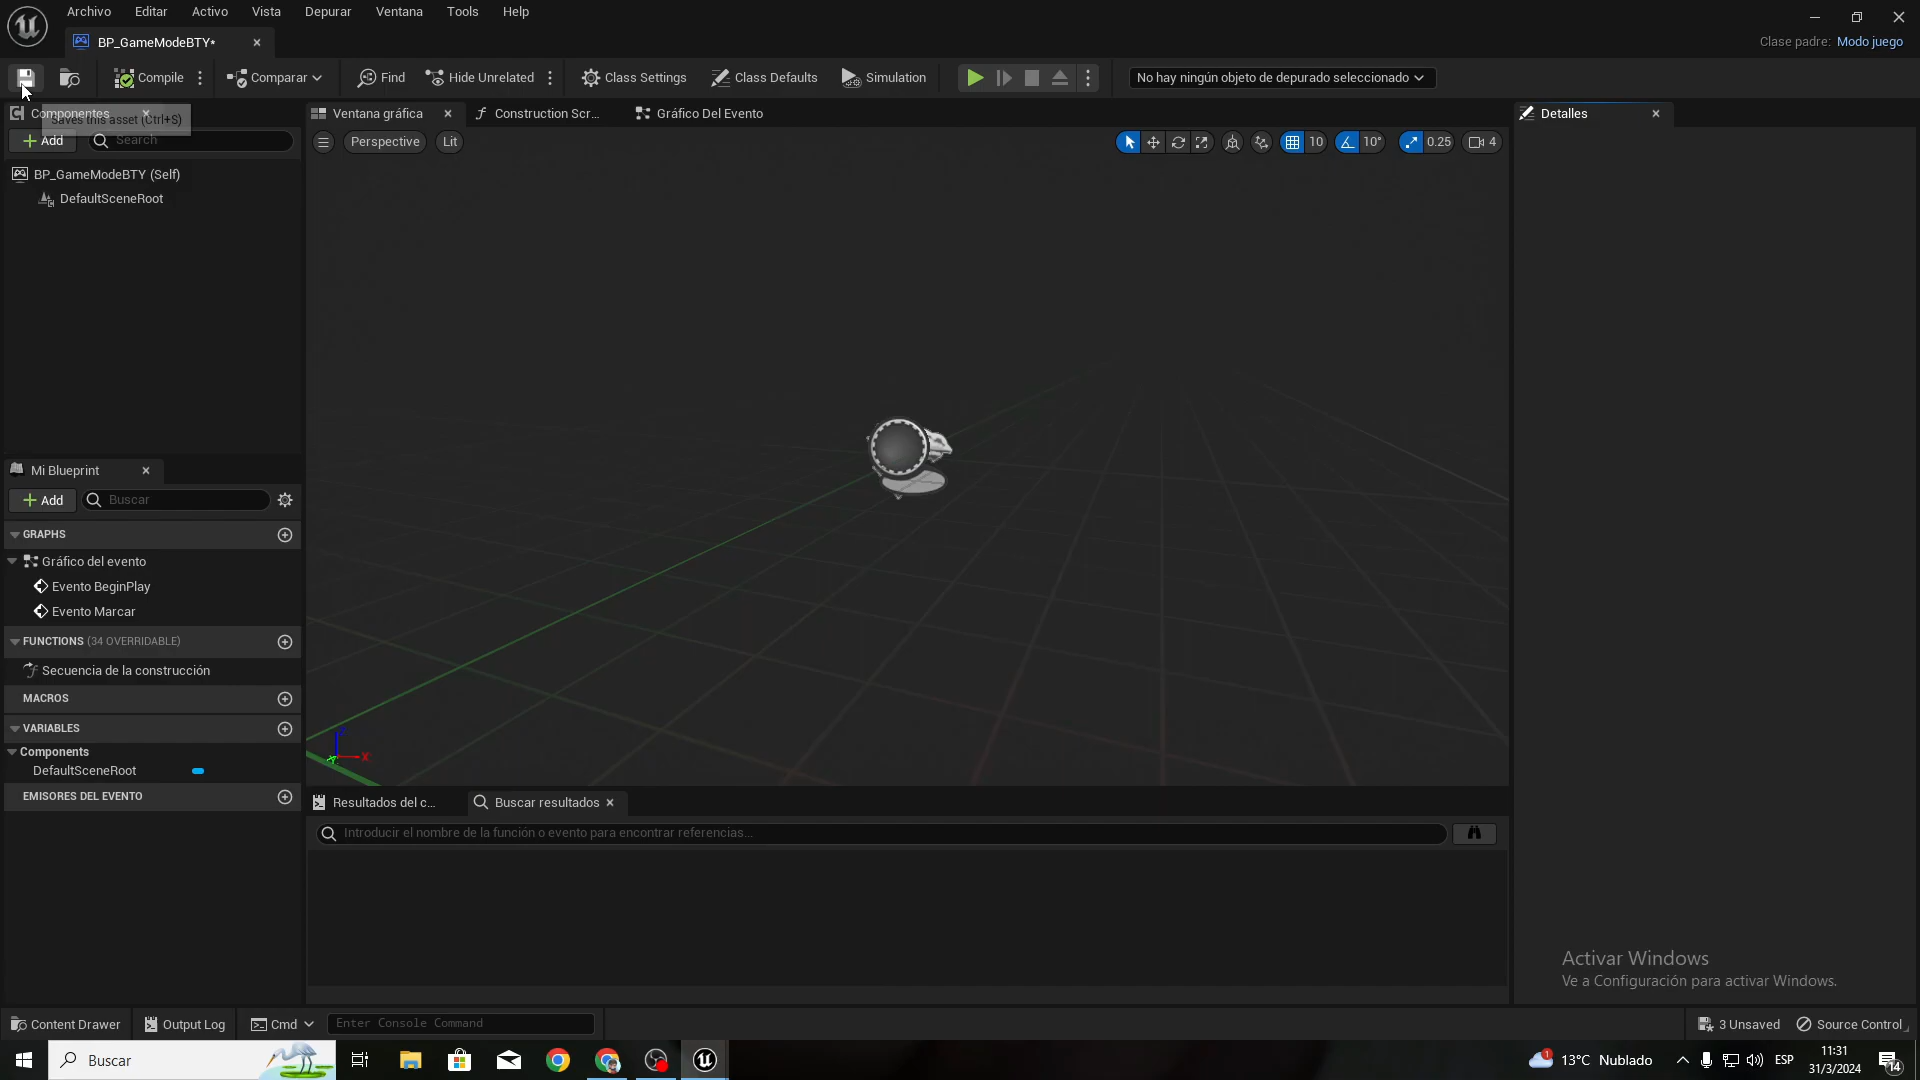 Archivo Editar Activo Vista Depurar Ventana Tools Help
BP_GameModeBTY*
Clase padre: Modo juego
Compile Comparar Find Hide Unrelated Class Settings Class Defaults Simulation No hay ningún objeto de depurado seleccionado
Componentes
Saves this asset (Ctrl+S)
Ventana gráfica Construction Scr... Gráfico Del Evento Detalles
Add Search
Perspective Lit 10 10° 0.25 4
BP_GameModeBTY (Self)
DefaultSceneRoot
Mi Blueprint
Add Buscar
GRAPHS
Gráfico del evento
Evento BeginPlay
Evento Marcar
FUNCTIONS (34 OVERRIDABLE)
Secuencia de la construcción
MACROS
VARIABLES
Components
DefaultSceneRoot
EMISORES DEL EVENTO
Z
X
Resultados del c... Buscar resultados
Introducir el nombre de la función o evento para encontrar referencias...
Activar Windows
Ve a Configuración para activar Windows.
Content Drawer Output Log Cmd Enter Console Command 3 Unsaved Source Control
Buscar 1 13°C Nublado ESP 11:31
31/3/2024
14